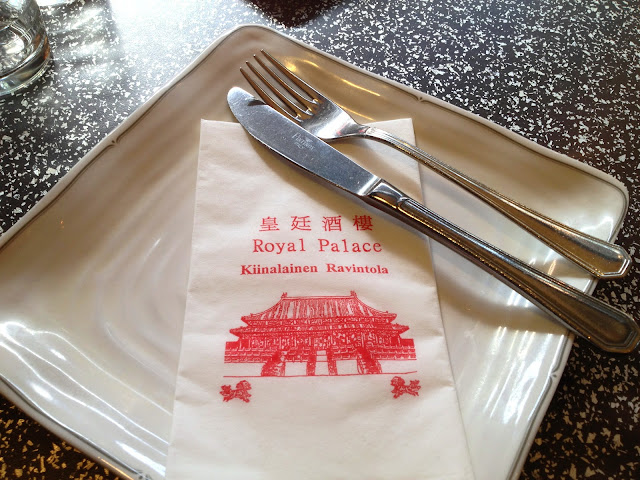 皇廷酒樓
Royal Palace
Kiinalainen Ravintola